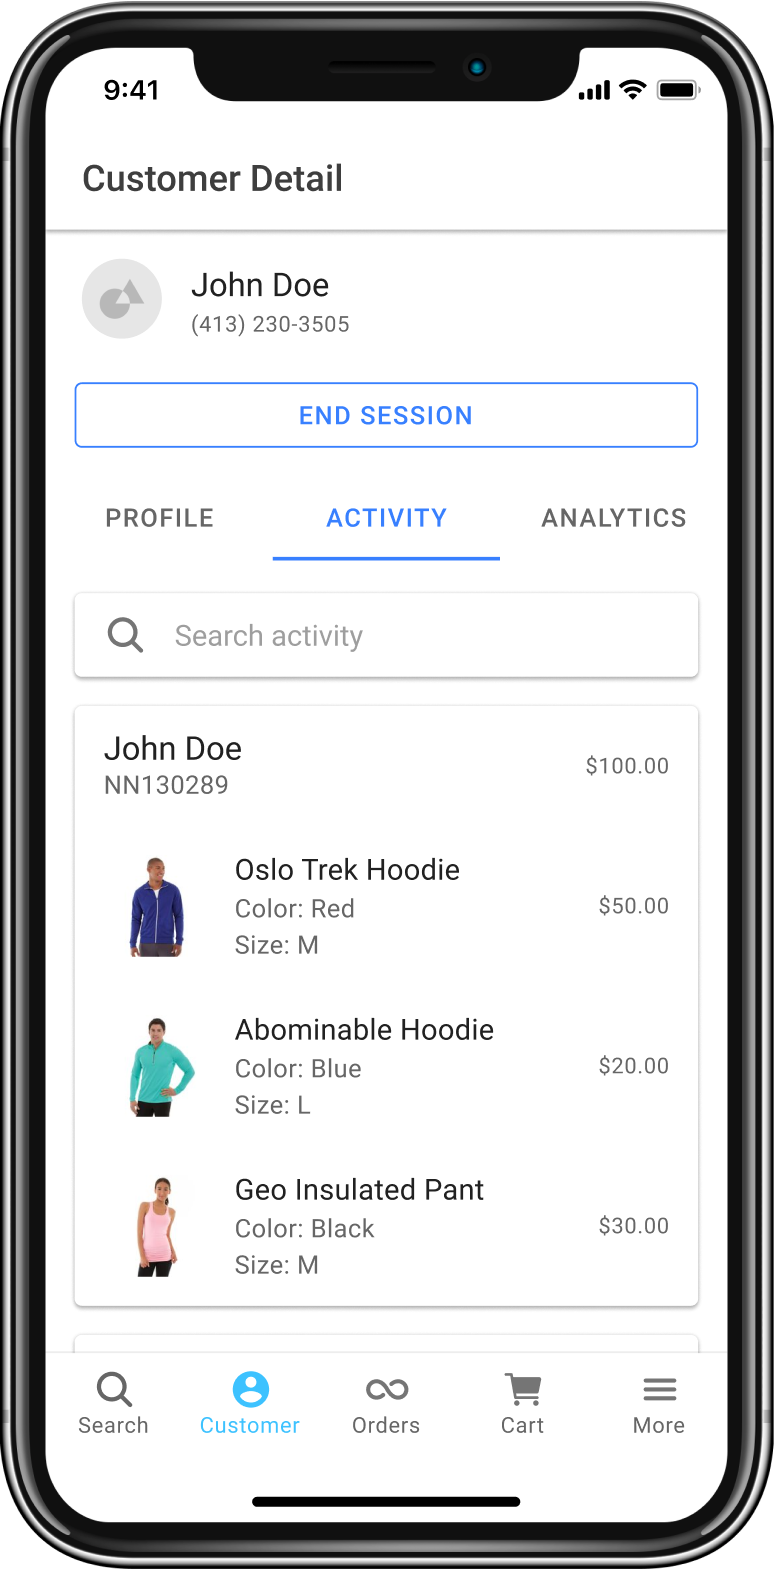 9:41
Customer Detail
John Doe
(413) 230-3505
END SESSION
PROFILE ACTIVITY ANALYTICS
Search activity
John Doe
$100.00
NN130289
Oslo Trek Hoodie
Color: Red
$50.00
Size: M
Abominable Hoodie
Color: Blue
$20.00
Size: L
Geo Insulated Pant
Color: Black
$30.00
Size: M
Search Customer Orders Cart More